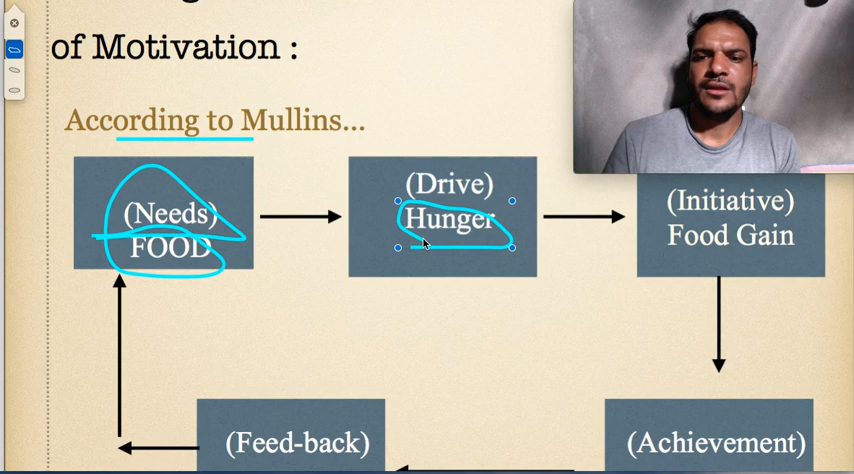 of Motivation :
According to Mullins...
(Needs)
FOOD
(Drive)
Hunger
(Initiative)
Food Gain
(Feed-back)
(Achievement)